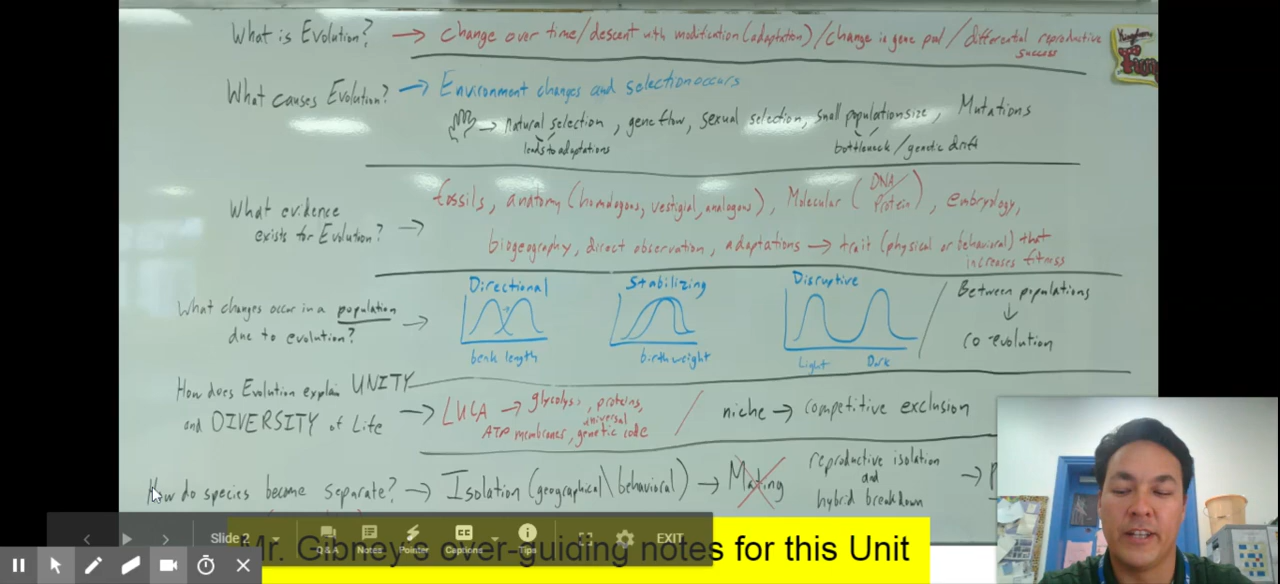 What is Evolution? → change over time/descent with modification (adaptation) / change in gene pool / differential reproductive
success
What causes Evolution? → Environment changes and selection occurs
→ natural selection, gene flow, sexual selection, small population size, Mutations
leads to adaptations
bottleneck / genetic drift
What evidence
exists for Evolution? →
fossils, anatomy (homologous, vestigial, analogous), Molecular (DNA/
Protein), embryology,
biogeography, direct observation, adaptations → trait (physical or behavioral) that
increases fitness
What changes occur in a population
due to evolution? →
Directional
beak length
Stabilizing
birthweight
Disruptive
Light Dark
Between populations
↓
co-evolution
How does Evolution explain UNITY
and DIVERSITY of Life →
LUCA → glycolysis, proteins,
universal
ATP membranes, genetic code
/ niche → competitive exclusion
How do species become separate? → Isolation (geographical\behavioral) → Mating
reproductive isolation
and
hybrid breakdown
→
Slide 2
Q&A
Notes
Pointer
Captions
Tips
EXIT
Mr. Gibney's over-guiding notes for this Unit